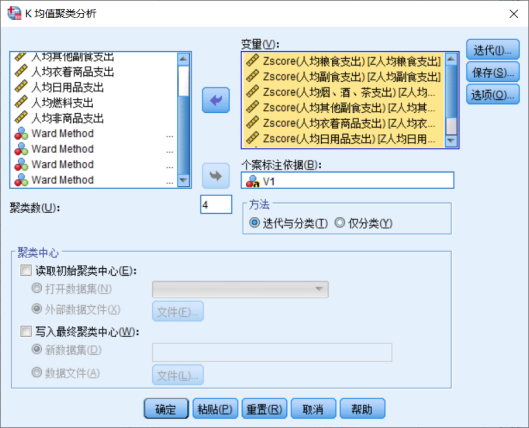 K 均值聚类分析
人均其他副食支出
人均衣着商品支出
人均日用品支出
人均燃料支出
人均非商品支出
Ward Method ...
Ward Method ...
Ward Method ...
Ward Method ...
变量(V):
Zscore(人均粮食支出) [Z人均粮食支出]
Zscore(人均副食支出) [Z人均副食支出]
Zscore(人均烟、酒、茶支出) [Z人均...
Zscore(人均其他副食支出) [Z人均其...
Zscore(人均衣着商品支出) [Z人均衣...
Zscore(人均日用品支出) [Z人均日用...
迭代(I)...
保存(S)...
选项(O)...
个案标注依据(B):
V1
聚类数(U):
4
方法
迭代与分类(T)
仅分类(Y)
聚类中心
读取初始聚类中心(E):
打开数据集(N)
外部数据文件(X)
文件(F)...
写入最终聚类中心(W):
新数据集(D)
数据文件(A)
文件(L)...
确定
粘贴(P)
重置(R)
取消
帮助